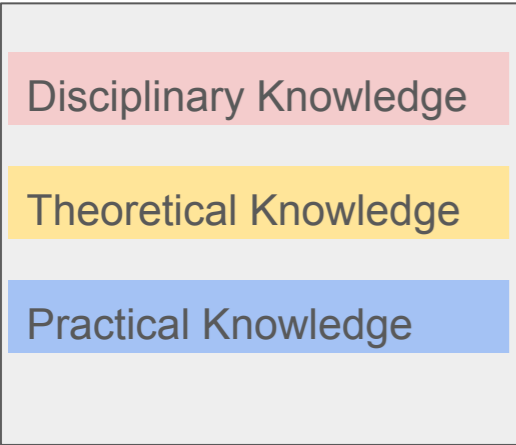 Disciplinary Knowledge
Theoretical Knowledge
Practical Knowledge